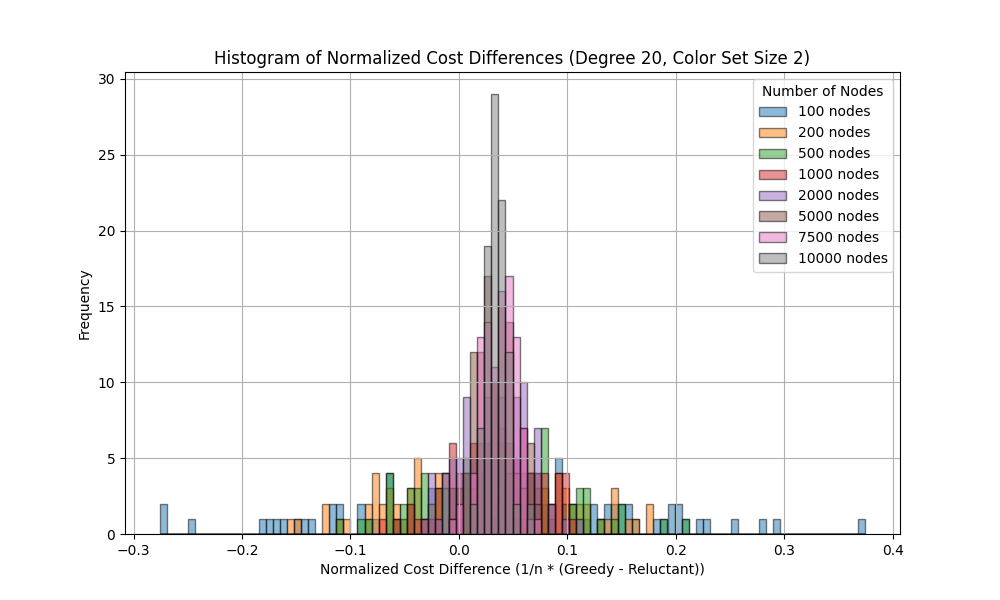 Histogram of Normalized Cost Differences (Degree 20, Color Set Size 2)
Number of Nodes
100 nodes
200 nodes
500 nodes
1000 nodes
2000 nodes
5000 nodes
7500 nodes
10000 nodes
Frequency
30
25
20
15
10
5
0
−0.3 −0.2 −0.1 0.0 0.1 0.2 0.3 0.4
Normalized Cost Difference (1/n * (Greedy - Reluctant))